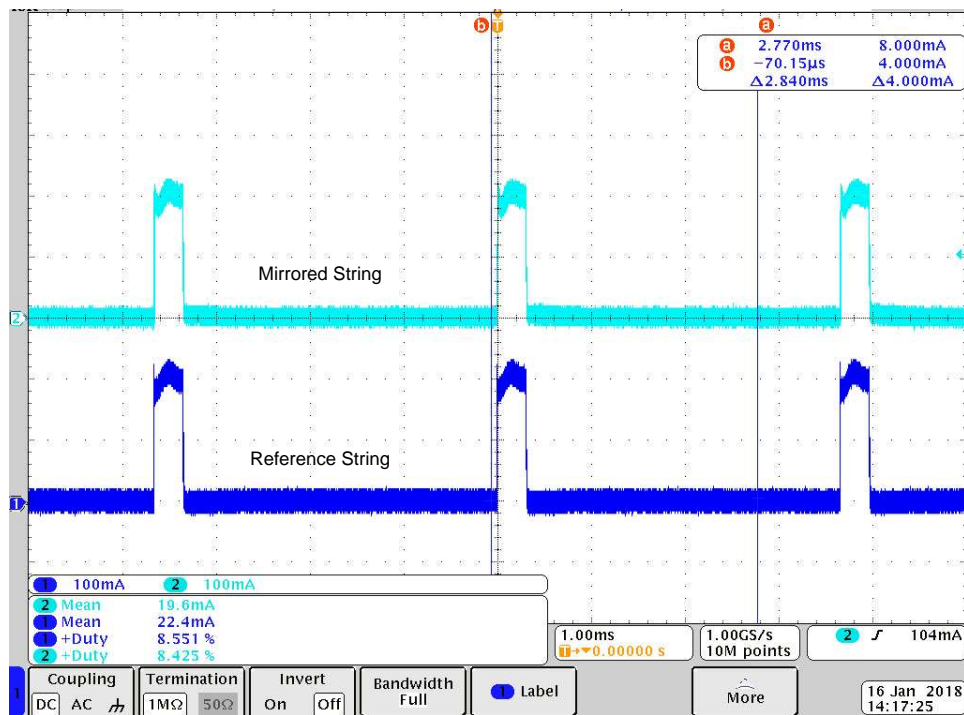 b T a
a 2.770ms 8.000mA
b −70.15µs 4.000mA
Δ2.840ms Δ4.000mA
Mirrored String
2
Reference String
1
1 100mA 2 100mA
2 Mean 19.6mA
1 Mean 22.4mA
1 +Duty 8.551 %
2 +Duty 8.425 %
1.00ms
T→▼0.00000 s
1.00GS/s
10M points
2 ∫ 104mA
1
Coupling
DC AC
Termination
1MΩ 50Ω
Invert
On Off
Bandwidth
Full
1 Label
More
16 Jan 2018
14:17:25